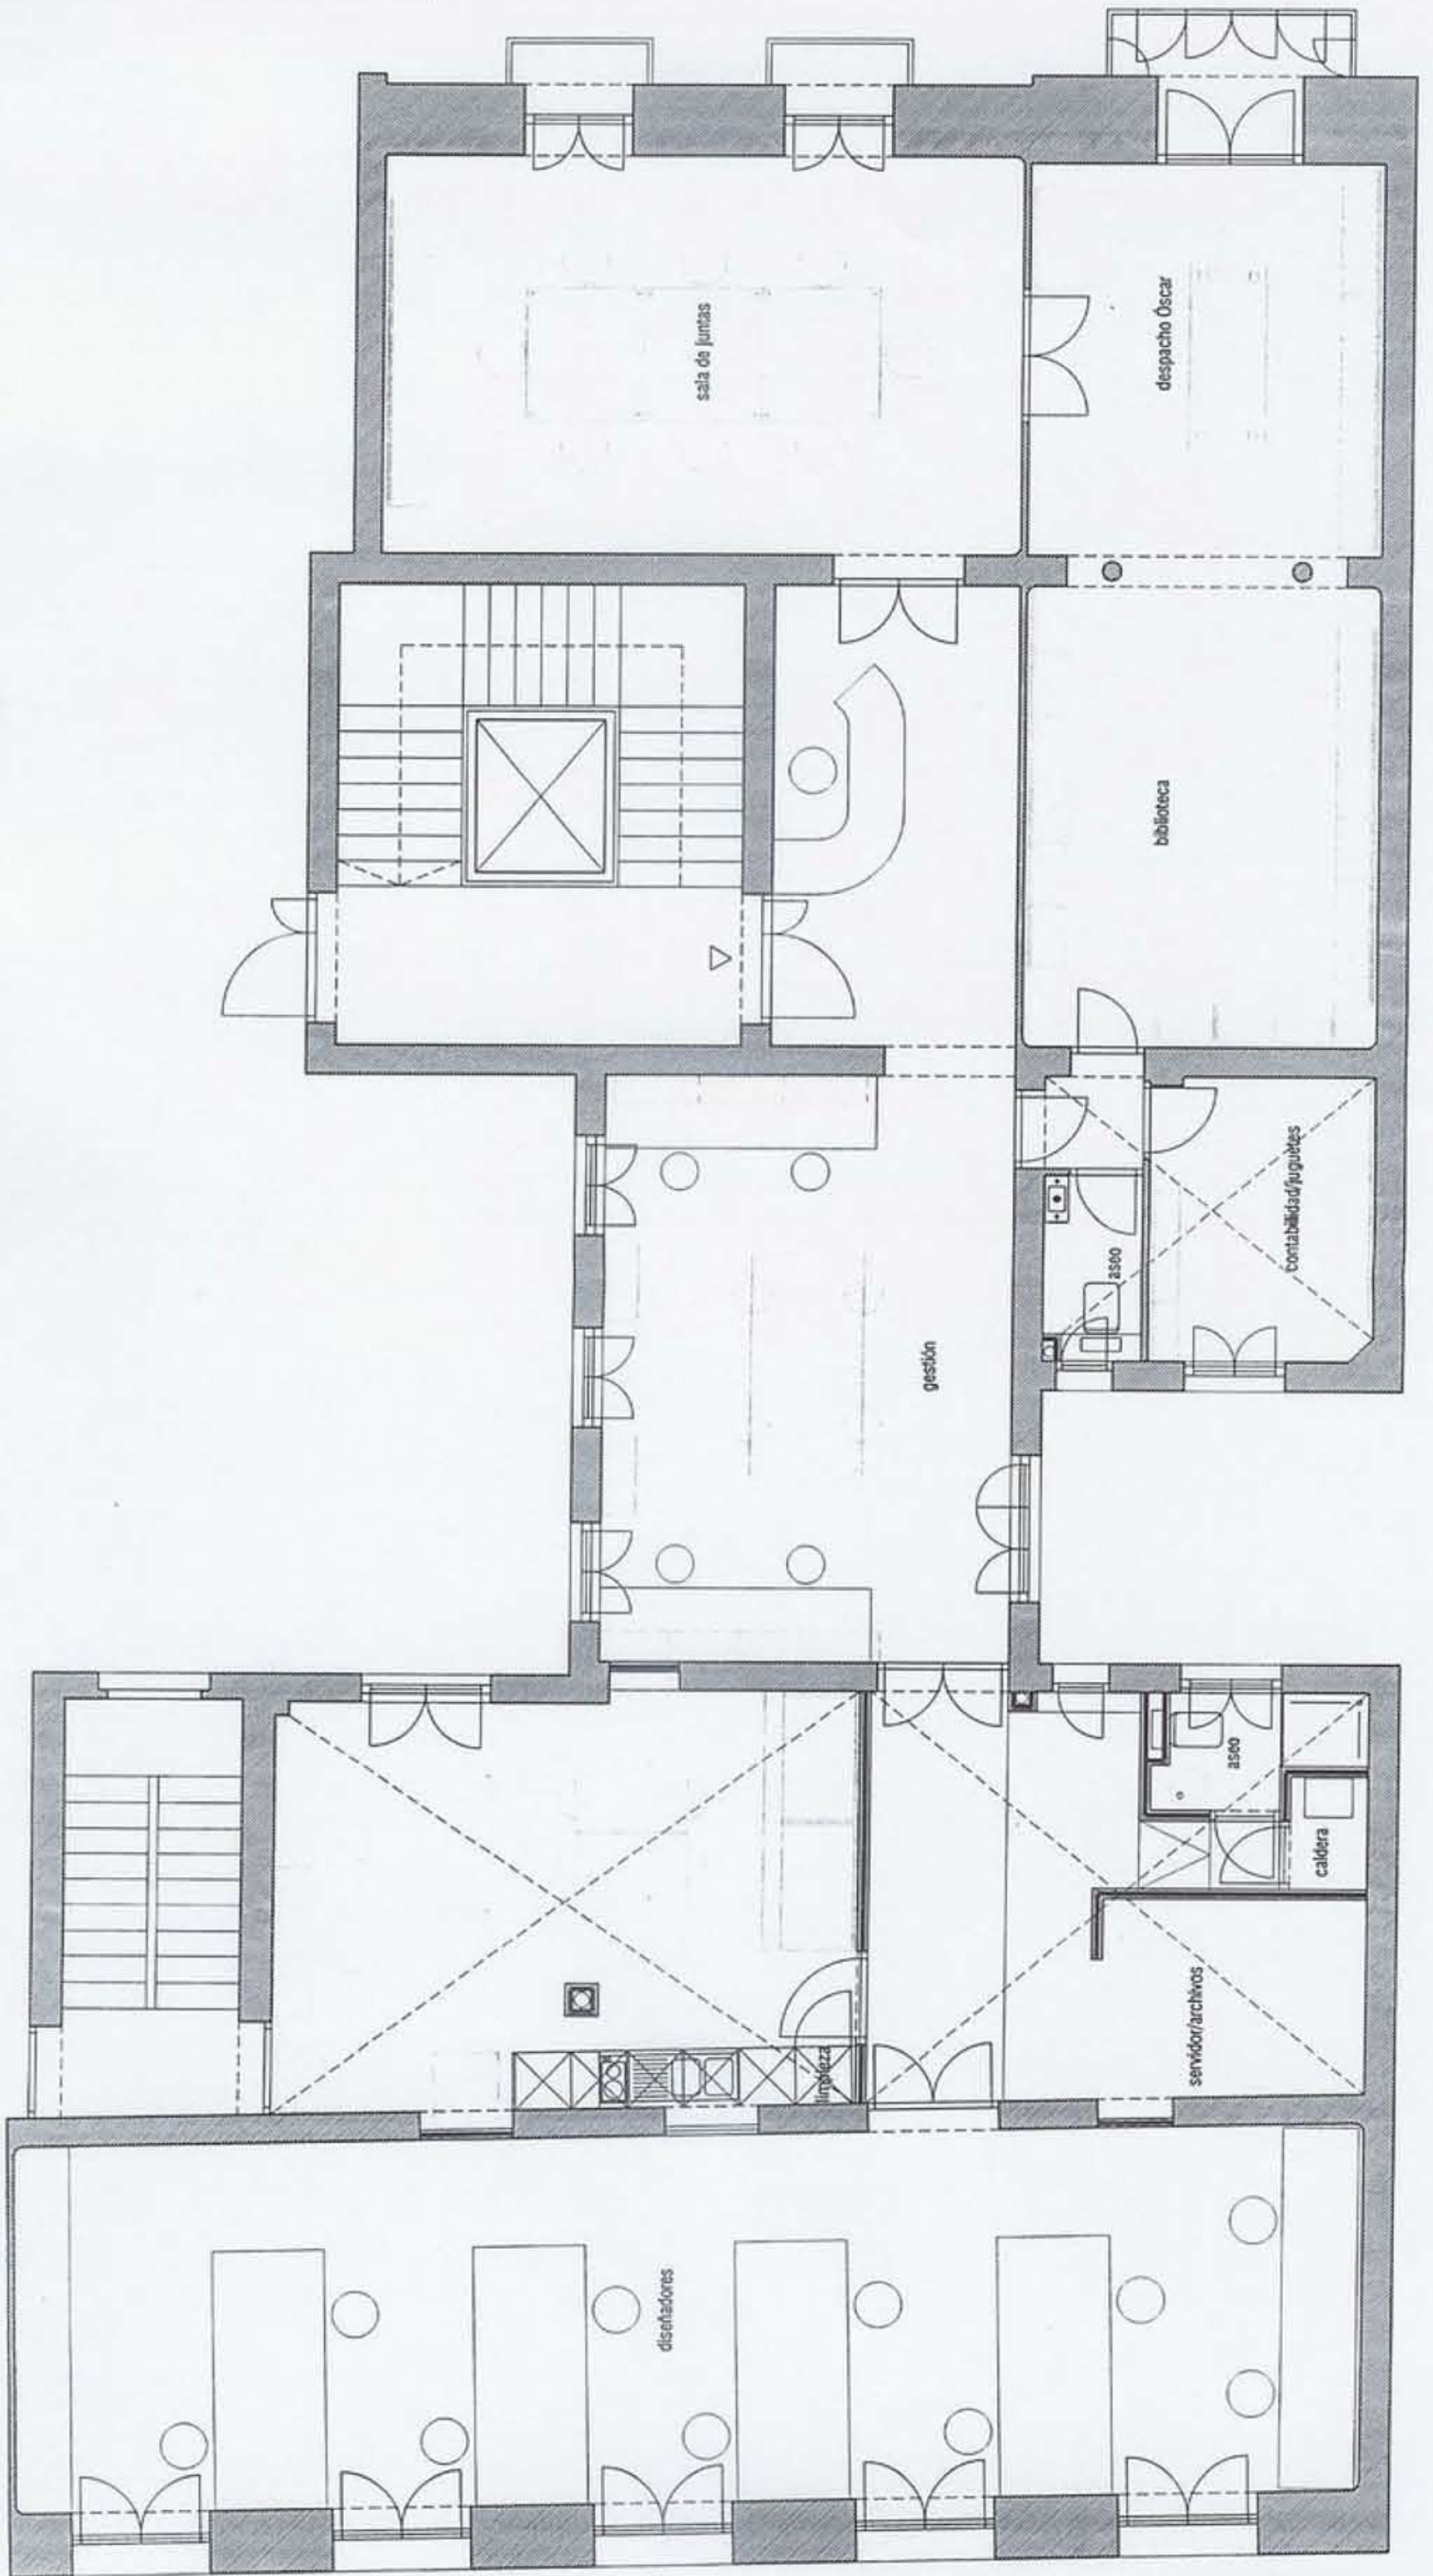 sala de juntas
despacho Óscar
biblioteca
contabilidad/juguetes
aseo
gestión
aseo
caldera
servidor/archivos
limpieza
diseñadores